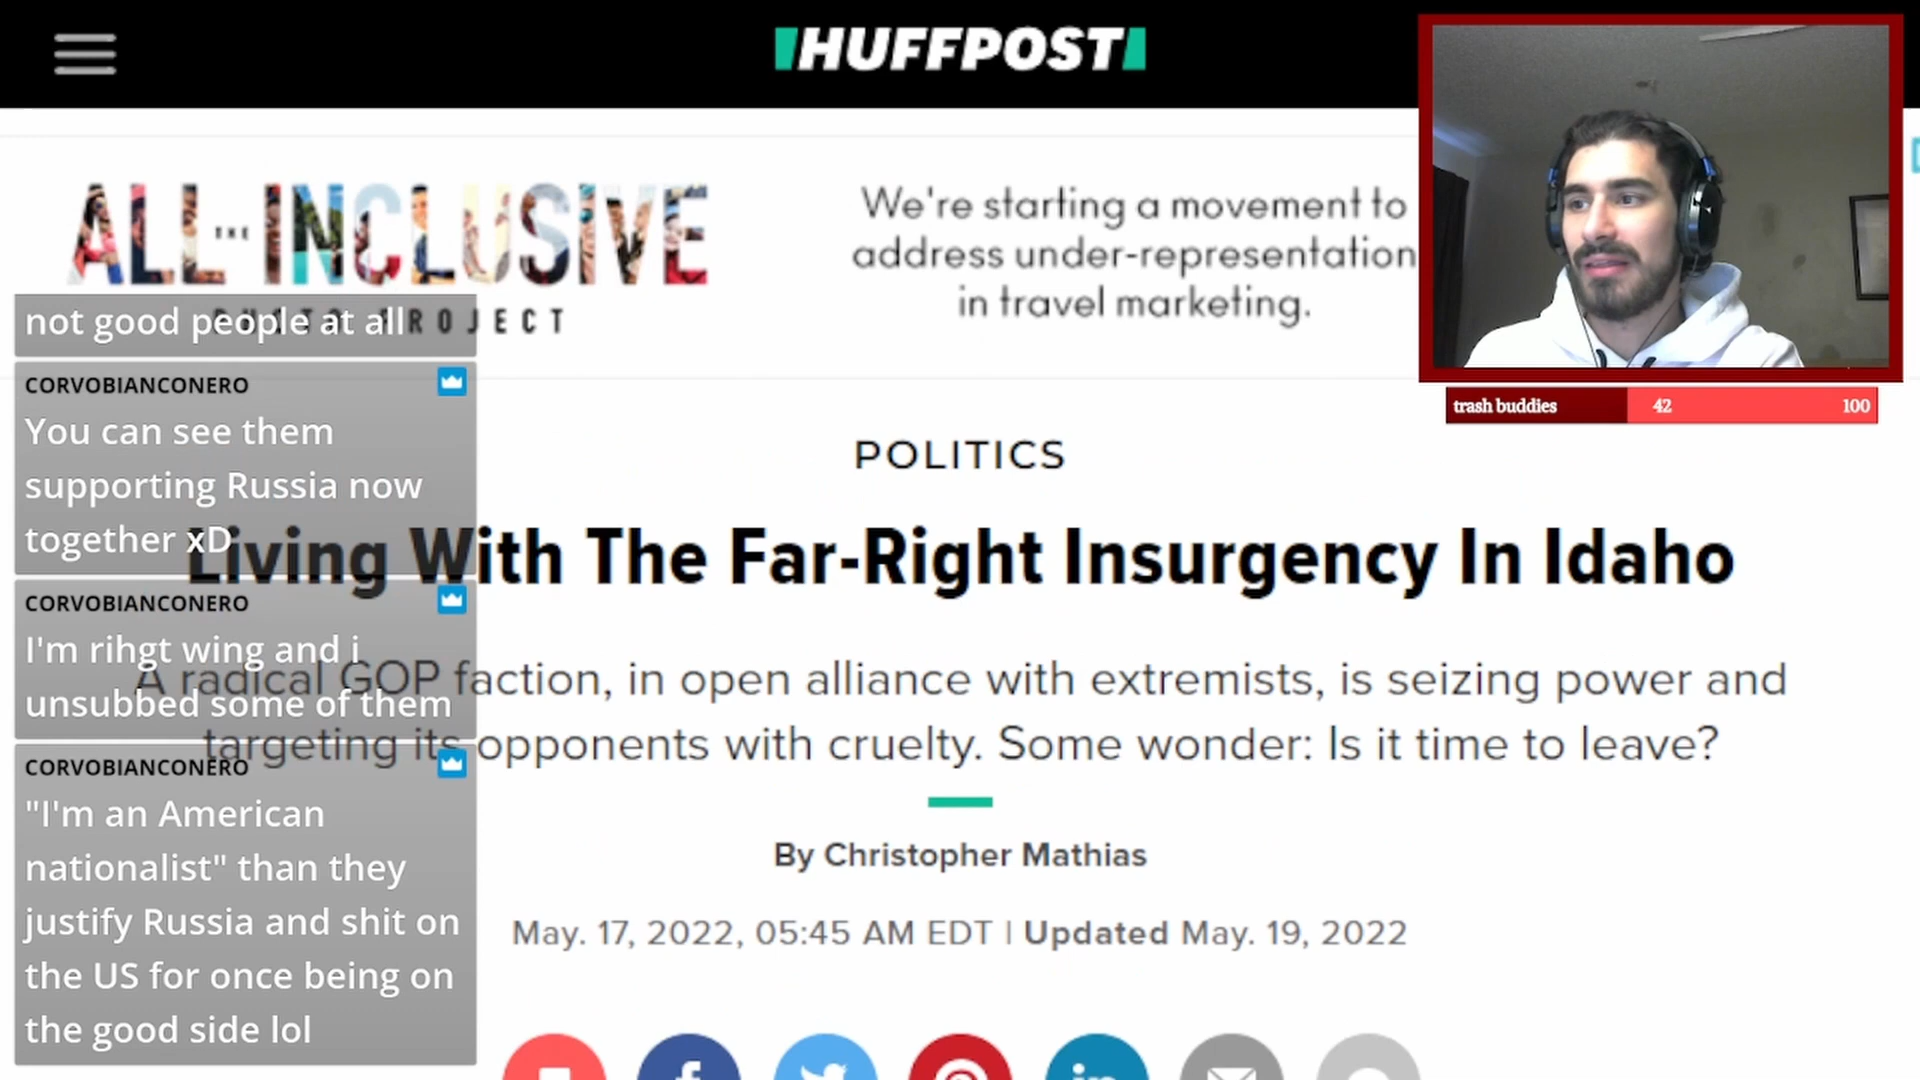 HUFFPOST
ALL THE INCLUSIVE
PHOTO PROJECT
We're starting a movement to
address under-representation
in travel marketing.
trash buddies 42 100
POLITICS
Living With The Far-Right Insurgency In Idaho
A radical GOP faction, in open alliance with extremists, is seizing power and
targeting its opponents with cruelty. Some wonder: Is it time to leave?
By Christopher Mathias
May. 17, 2022, 05:45 AM EDT | Updated May. 19, 2022
not good people at all
CORVOBIANCONERO
You can see them
supporting Russia now
together xD
CORVOBIANCONERO
I'm rihgt wing and i
unsubbed some of them
CORVOBIANCONERO
"I'm an American
nationalist" than they
justify Russia and shit on
the US for once being on
the good side lol